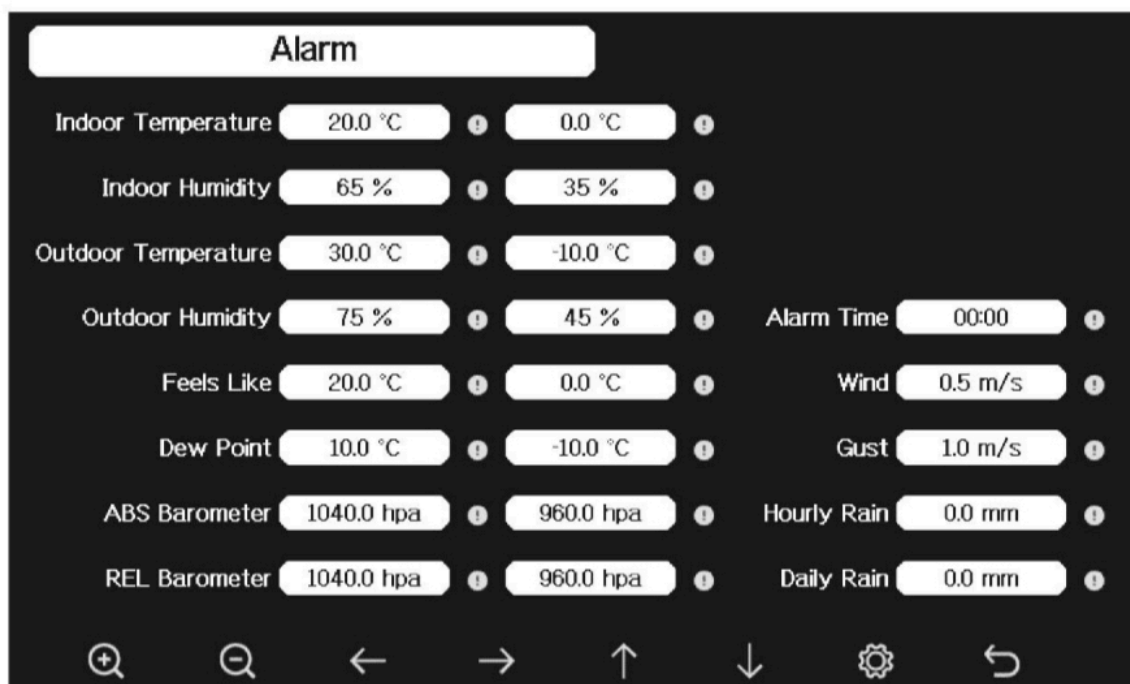 Alarm
Indoor Temperature 20.0 °C 0.0 °C
Indoor Humidity 65 % 35 %
Outdoor Temperature 30.0 °C -10.0 °C
Outdoor Humidity 75 % 45 % Alarm Time 00:00
Feels Like 20.0 °C 0.0 °C Wind 0.5 m/s
Dew Point 10.0 °C -10.0 °C Gust 1.0 m/s
ABS Barometer 1040.0 hpa 960.0 hpa Hourly Rain 0.0 mm
REL Barometer 1040.0 hpa 960.0 hpa Daily Rain 0.0 mm